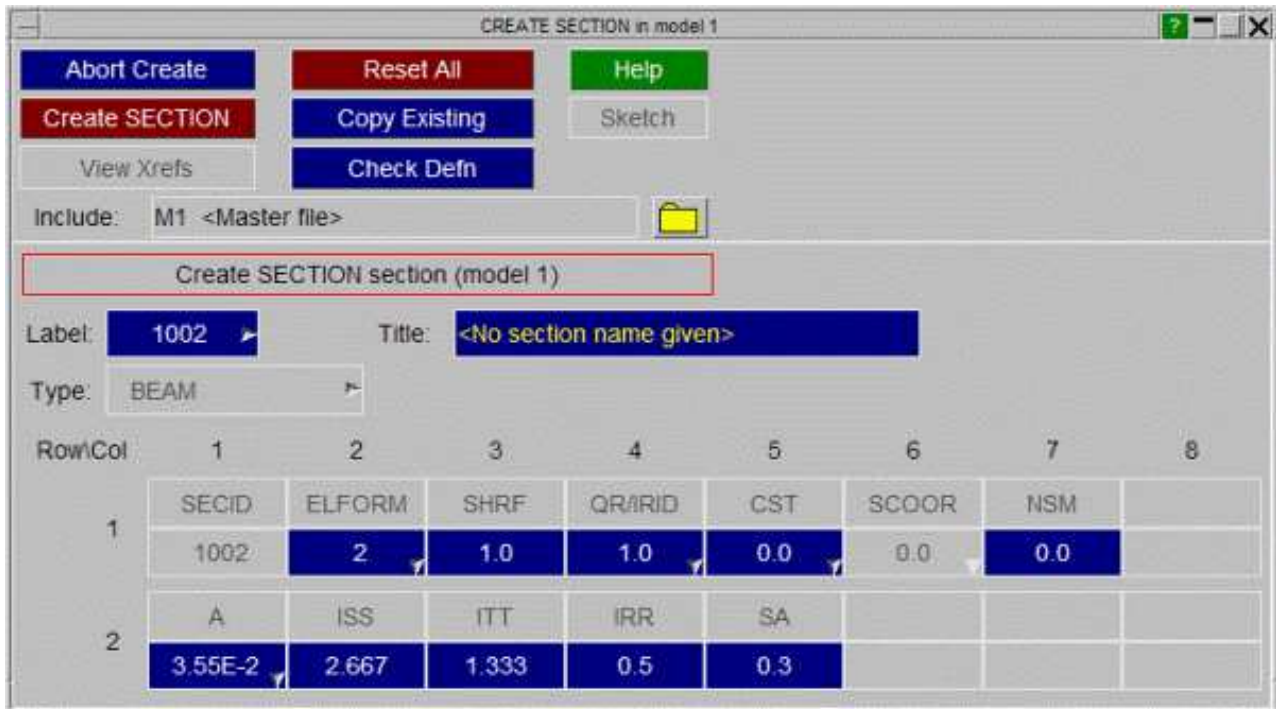 CREATE SECTION in model 1 ?
Abort Create Reset All Help
Create SECTION Copy Existing Sketch
View Xrefs Check Defn
Include: M1 <Master file>
Create SECTION section (model 1)
Label: 1002 Title: <No section name given>
Type: BEAM
Row\Col 1 2 3 4 5 6 7 8
SECID ELFORM SHRF QR/IRID CST SCOOR NSM
1
1002 2 1.0 1.0 0.0 0.0 0.0
A ISS ITT IRR SA
2
3.55E-2 2.667 1.333 0.5 0.3